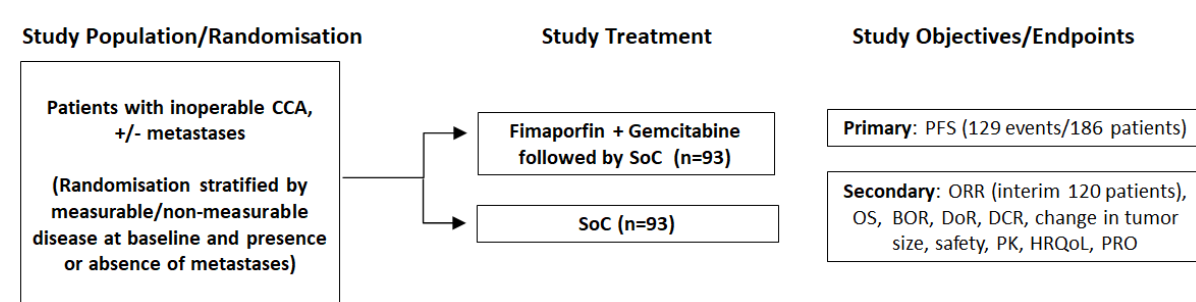 Study Population/Randomisation
Patients with inoperable CCA,
+/- metastases
(Randomisation stratified by
measurable/non-measurable
disease at baseline and presence
or absence of metastases)
Study Treatment
Fimaporfin + Gemcitabine
followed by SoC (n=93)
SoC (n=93)
Study Objectives/Endpoints
Primary: PFS (129 events/186 patients)
Secondary: ORR (interim 120 patients),
OS, BOR, DoR, DCR, change in tumor
size, safety, PK, HRQoL, PRO